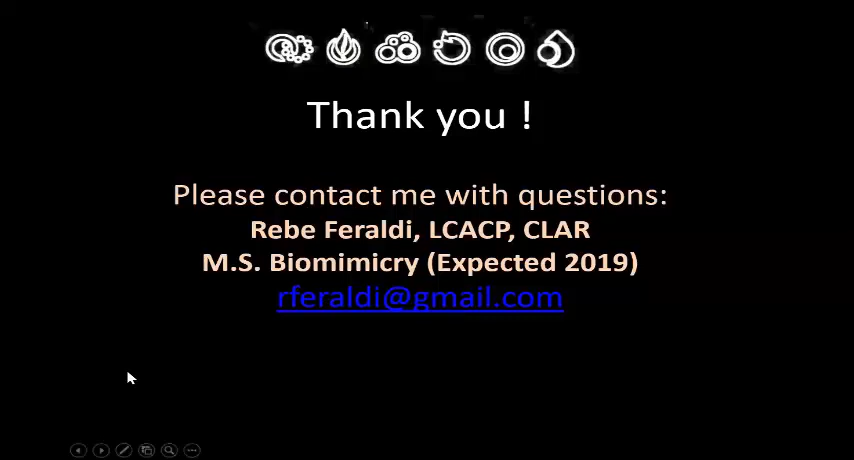 Thank you !
Please contact me with questions:
Rebe Feraldi, LCACP, CLAR
M.S. Biomimicry (Expected 2019)
rferaldi@gmail.com